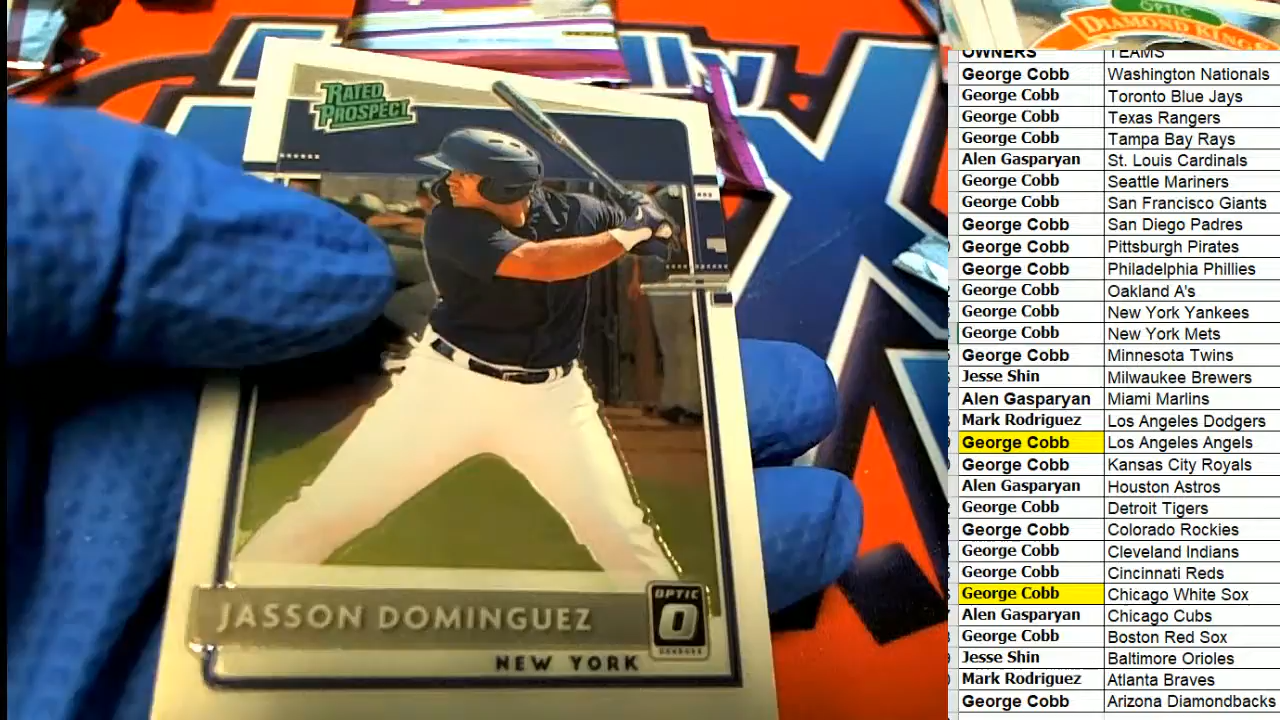 RATED
PROSPECT
JASSON DOMINGUEZ
OPTIC
O
DONRUSS
NEW YORK
OPTIC
DIAMOND KINGS
OWNERS TEAMS
George Cobb Washington Nationals
George Cobb Toronto Blue Jays
George Cobb Texas Rangers
George Cobb Tampa Bay Rays
Alen Gasparyan St. Louis Cardinals
George Cobb Seattle Mariners
George Cobb San Francisco Giants
George Cobb San Diego Padres
George Cobb Pittsburgh Pirates
George Cobb Philadelphia Phillies
George Cobb Oakland A's
George Cobb New York Yankees
George Cobb New York Mets
George Cobb Minnesota Twins
Jesse Shin Milwaukee Brewers
Alen Gasparyan Miami Marlins
Mark Rodriguez Los Angeles Dodgers
George Cobb Los Angeles Angels
George Cobb Kansas City Royals
Alen Gasparyan Houston Astros
George Cobb Detroit Tigers
George Cobb Colorado Rockies
George Cobb Cleveland Indians
George Cobb Cincinnati Reds
George Cobb Chicago White Sox
Alen Gasparyan Chicago Cubs
George Cobb Boston Red Sox
Jesse Shin Baltimore Orioles
Mark Rodriguez Atlanta Braves
George Cobb Arizona Diamondbacks